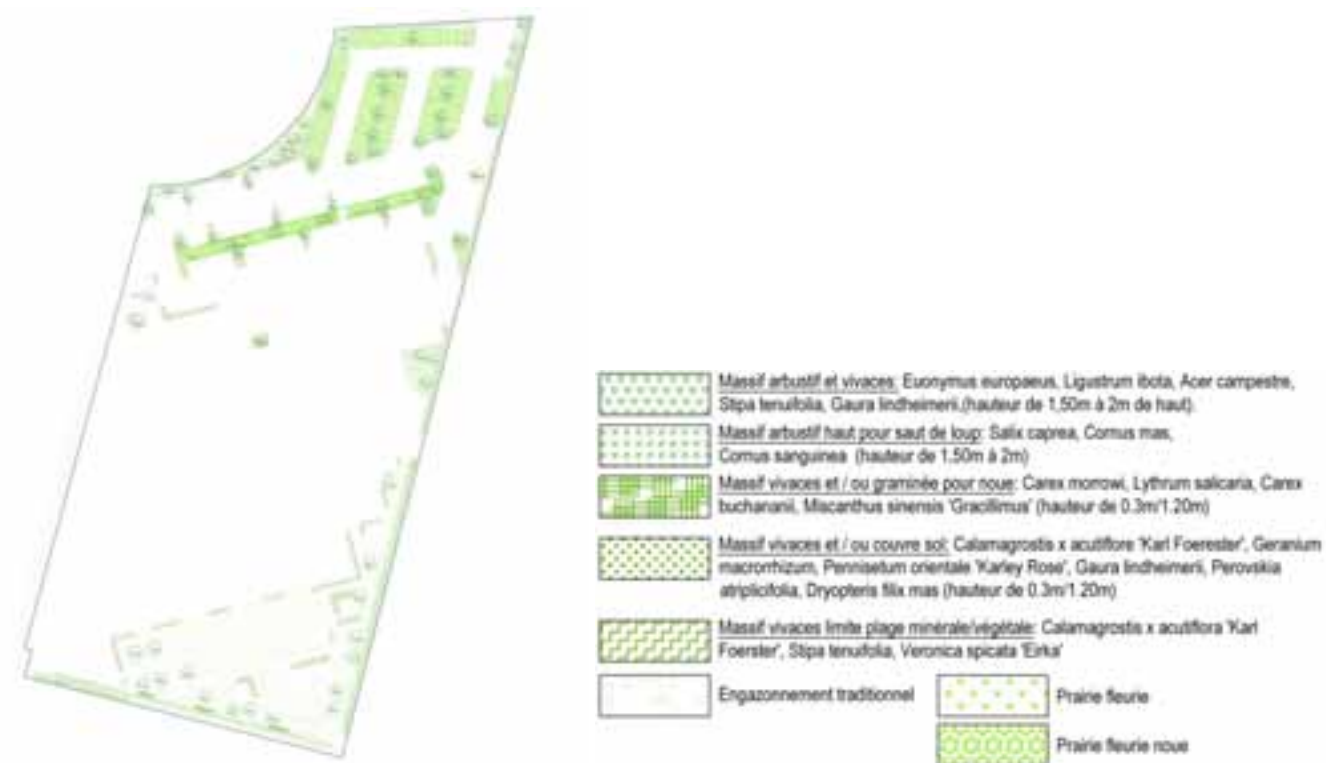 Massif arbustif et vivaces: Euonymus europaeus, Ligustrum ibota, Acer campestre,
Stipa tenuifolia, Gaura lindheimerii,(hauteur de 1,50m à 2m de haut).
Massif arbustif haut pour saut de loup: Salix caprea, Cornus mas,
Cornus sanguinea (hauteur de 1.50m à 2m)
Massif vivaces et / ou graminée pour noue: Carex morrowi, Lythrum salicaria, Carex
buchananii, Miscanthus sinensis 'Gracillimus' (hauteur de 0.3m/1.20m)
Massif vivaces et / ou couvre sol: Calamagrostis x acutiflore 'Karl Foerester', Geranium
macrorrhizum, Pennisetum orientale 'Karley Rose', Gaura lindheimerii, Perovskia
atriplicifolia, Dryopteris filix mas (hauteur de 0.3m/1.20m)
Massif vivaces limite plage minérale/végétale: Calamagrostis x acutiflora 'Karl
Foerster', Stipa tenuifolia, Veronica spicata 'Eirka'
Engazonnement traditionnel
Prairie fleurie
Prairie fleurie noue